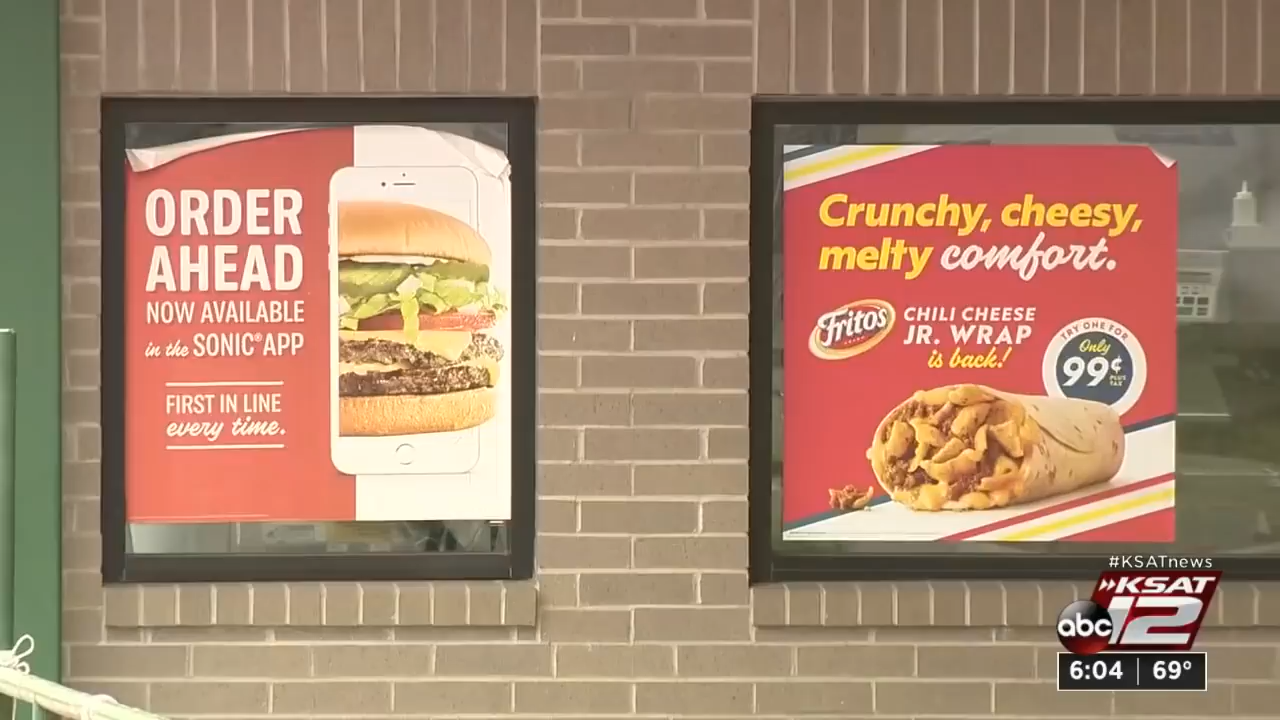 ORDER
AHEAD
NOW AVAILABLE
in the SONIC® APP
FIRST IN LINE
every time.
Crunchy, cheesy,
melty comfort.
Fritos
CHILI CHEESE
JR. WRAP
is back!
TRY ONE FOR
Only
99¢
PLUS
TAX
#KSATnews
KSAT
abc 12
6:04 69°